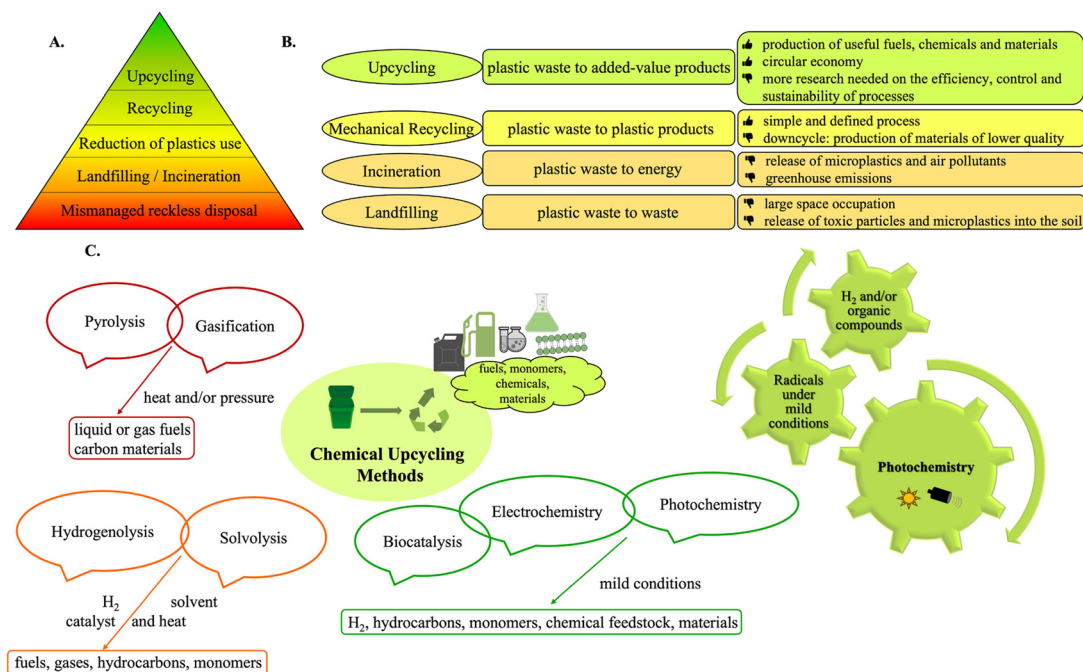 A.
Upcycling
Recycling
Reduction of plastics use
Landfilling / Incineration
Mismanaged reckless disposal
B.
Upcycling
plastic waste to added-value products
production of useful fuels, chemicals and materials
circular economy
more research needed on the efficiency, control and
sustainability of processes
Mechanical Recycling
plastic waste to plastic products
simple and defined process
downcycle: production of materials of lower quality
Incineration
plastic waste to energy
release of microplastics and air pollutants
greenhouse emissions
Landfilling
plastic waste to waste
large space occupation
release of toxic particles and microplastics into the soil
C.
Pyrolysis
Gasification
heat and/or pressure
liquid or gas fuels
carbon materials
fuels, monomers,
chemicals,
materials
Chemical Upcycling
Methods
Hydrogenolysis
Solvolysis
H₂
catalyst
solvent
and heat
fuels, gases, hydrocarbons, monomers
Biocatalysis
Electrochemistry
Photochemistry
mild conditions
H₂, hydrocarbons, monomers, chemical feedstock, materials
H₂ and/or
organic
compounds
Radicals
under
mild
conditions
Photochemistry